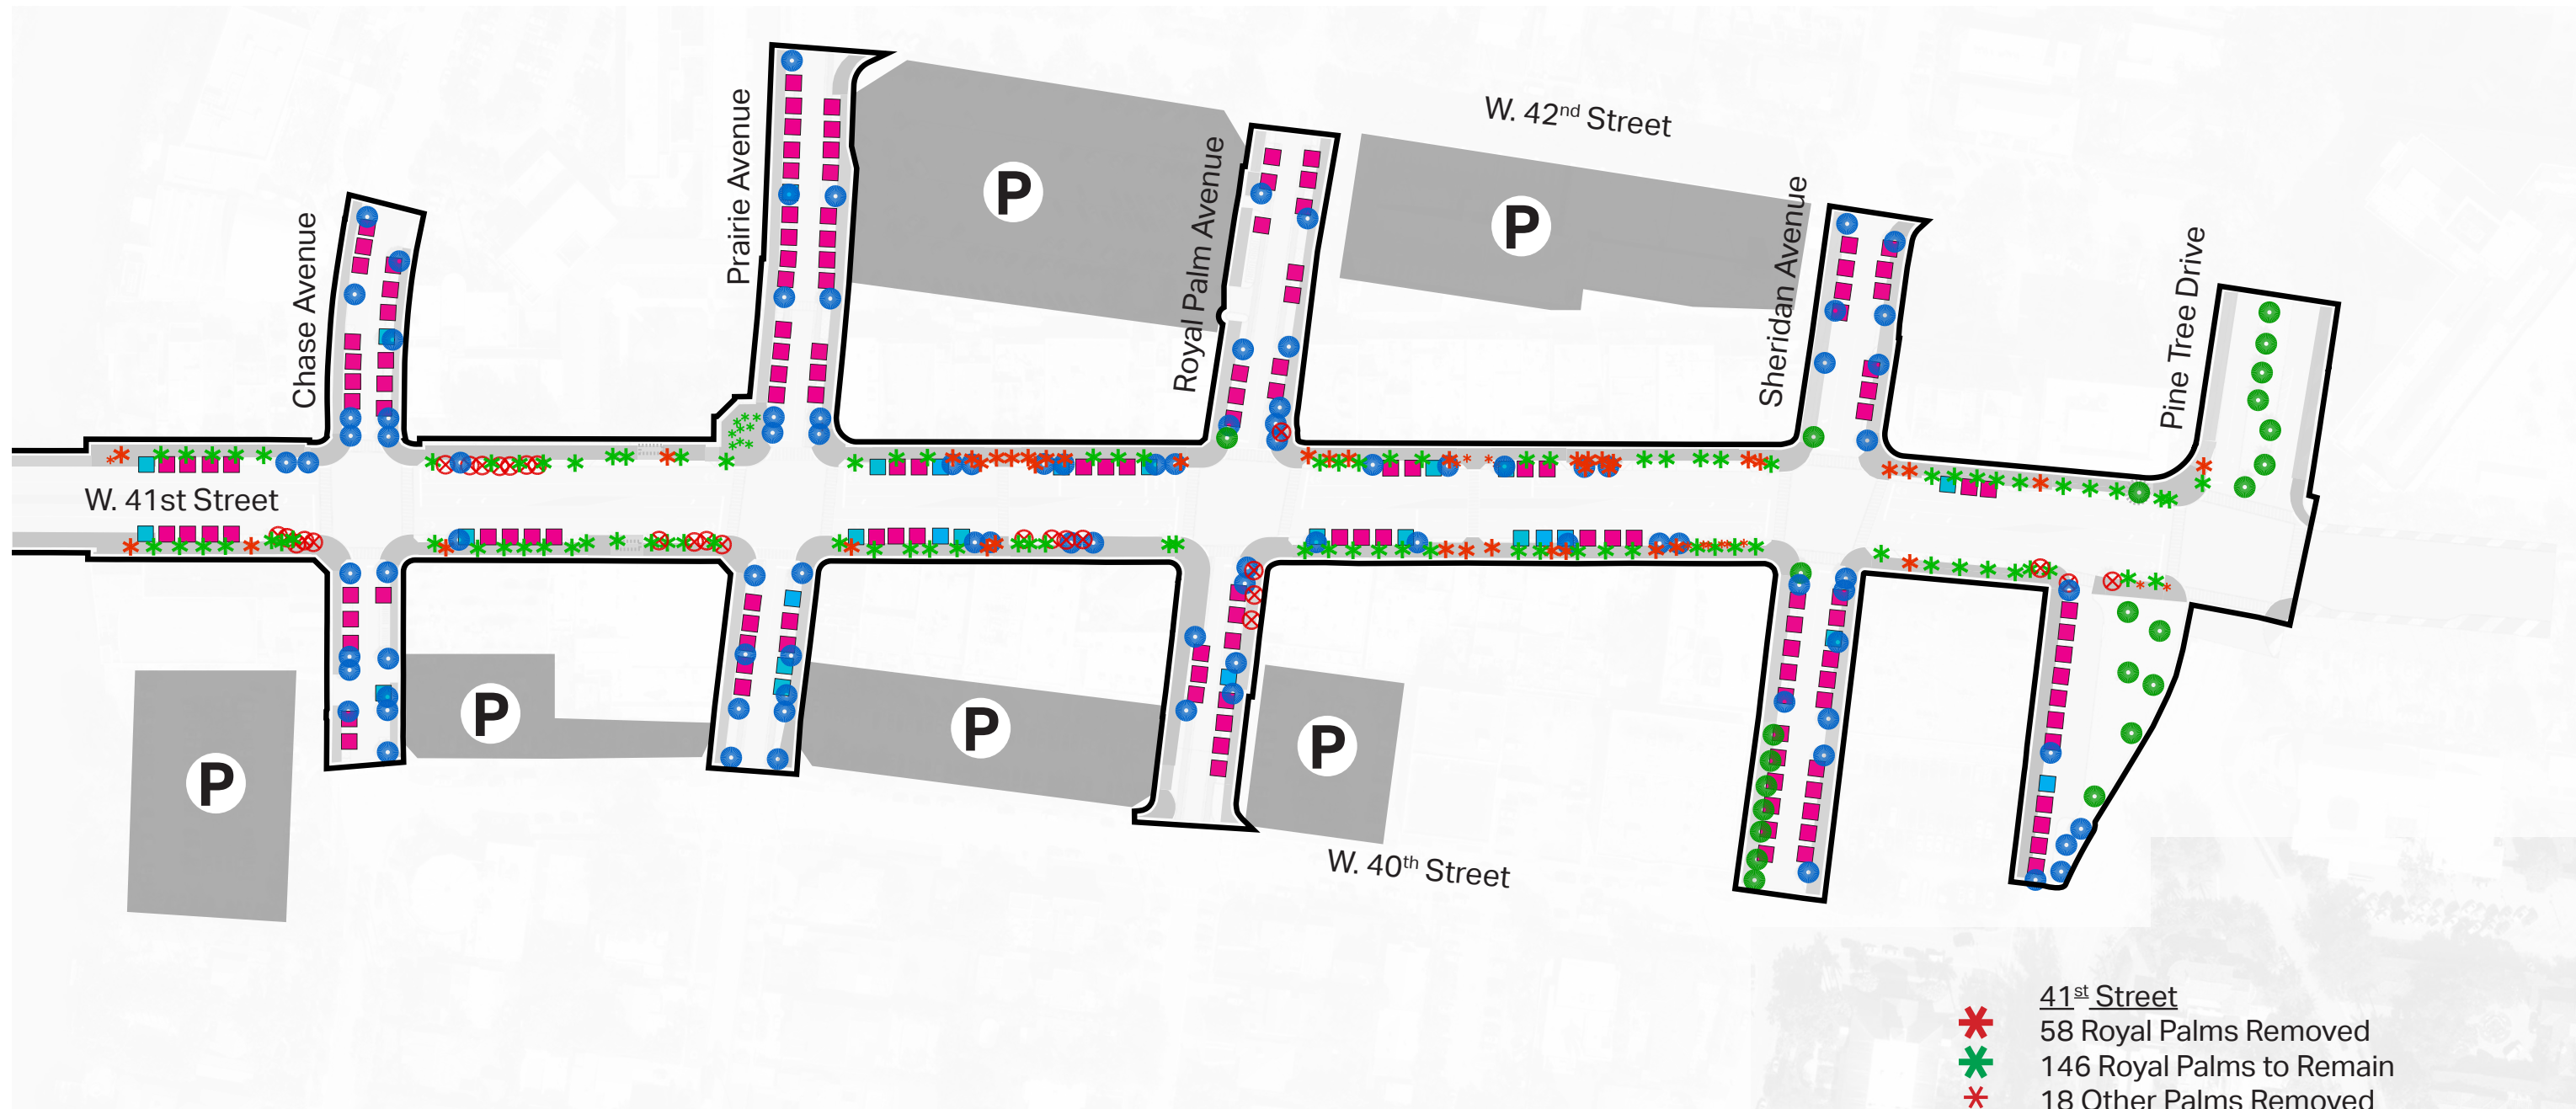 W. 42nd Street
Prairie Avenue
P
Royal Palm Avenue
P
Sheridan Avenue
Chase Avenue
Pine Tree Drive
W. 41st Street
P
P
P
P
W. 40th Street
41st Street
58 Royal Palms Removed
146 Royal Palms to Remain
18 Other Palms Removed